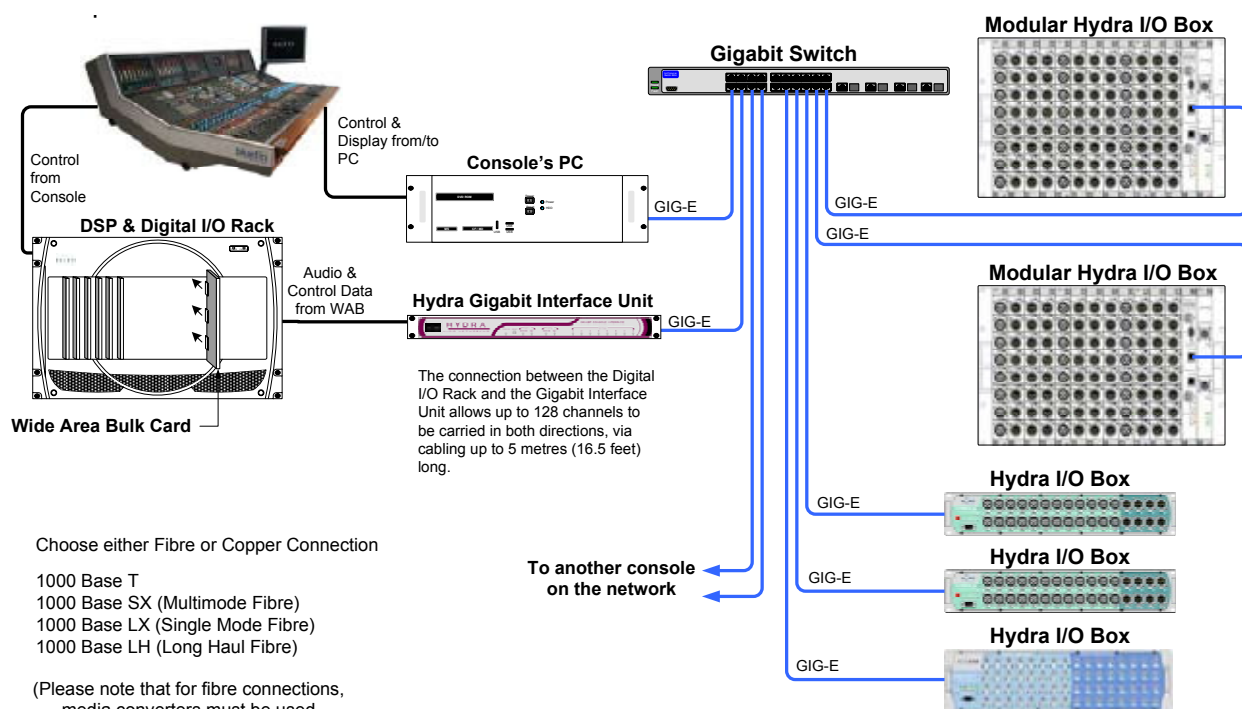 Modular Hydra I/O Box
Gigabit Switch
Control &
Display from/to
PC
Control
from
Console
Console's PC
GIG-E
GIG-E
GIG-E
DSP & Digital I/O Rack
Audio &
Control Data
from WAB
Hydra Gigabit Interface Unit
HYDRA
GIG-E
Modular Hydra I/O Box
The connection between the Digital
I/O Rack and the Gigabit Interface
Unit allows up to 128 channels to
be carried in both directions, via
cabling up to 5 metres (16.5 feet)
long.
Wide Area Bulk Card
Hydra I/O Box
GIG-E
Choose either Fibre or Copper Connection
1000 Base T
1000 Base SX (Multimode Fibre)
1000 Base LX (Single Mode Fibre)
1000 Base LH (Long Haul Fibre)
To another console
on the network
Hydra I/O Box
GIG-E
Hydra I/O Box
GIG-E
(Please note that for fibre connections,
media converters must be used